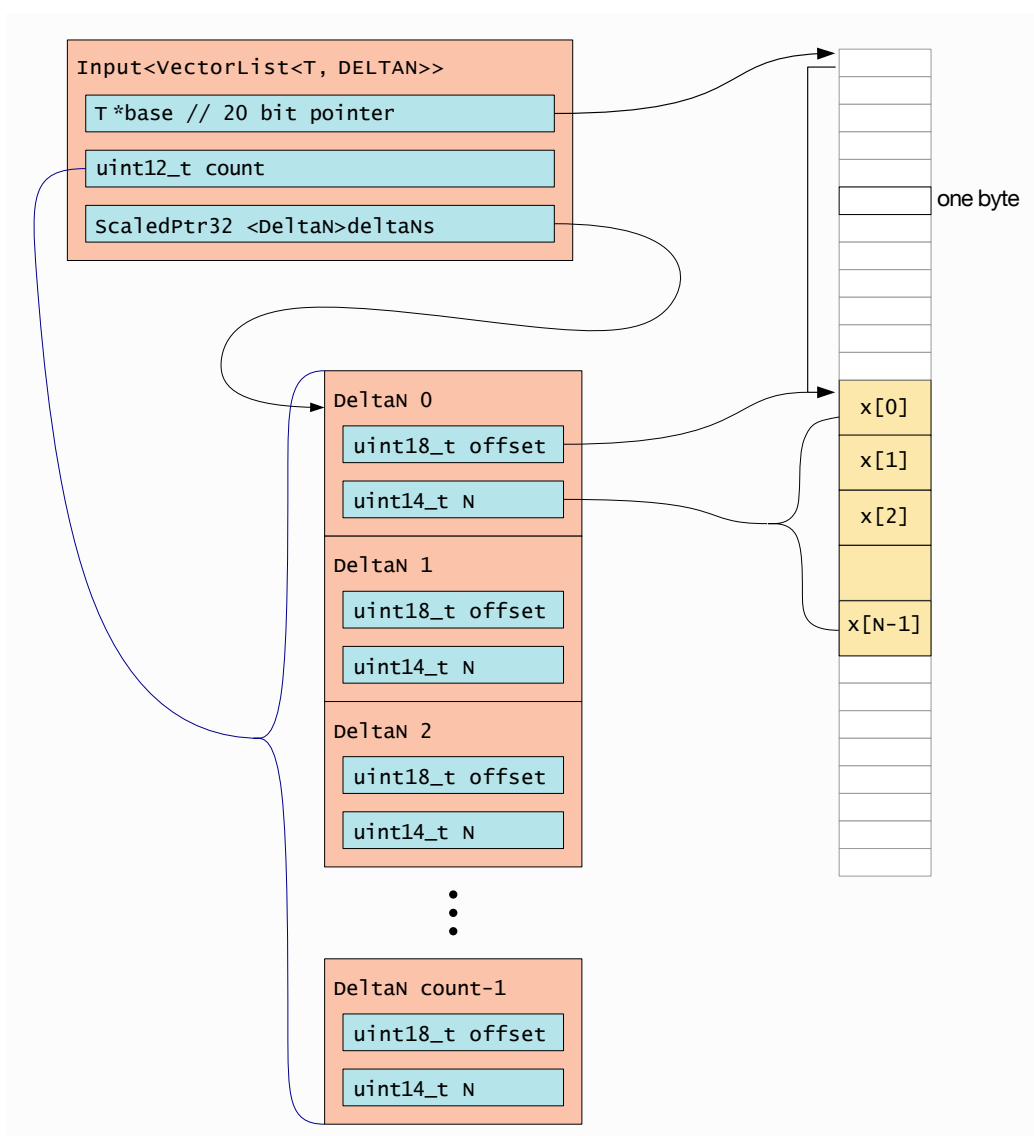 Input<VectorList<T, DELTAN>>
T *base // 20 bit pointer
uint12_t count
ScaledPtr32 <DeltaN>deltaNs
one byte
DeltaN 0
uint18_t offset
uint14_t N
x[0]
x[1]
x[2]
x[N-1]
DeltaN 1
uint18_t offset
uint14_t N
DeltaN 2
uint18_t offset
uint14_t N
DeltaN count-1
uint18_t offset
uint14_t N